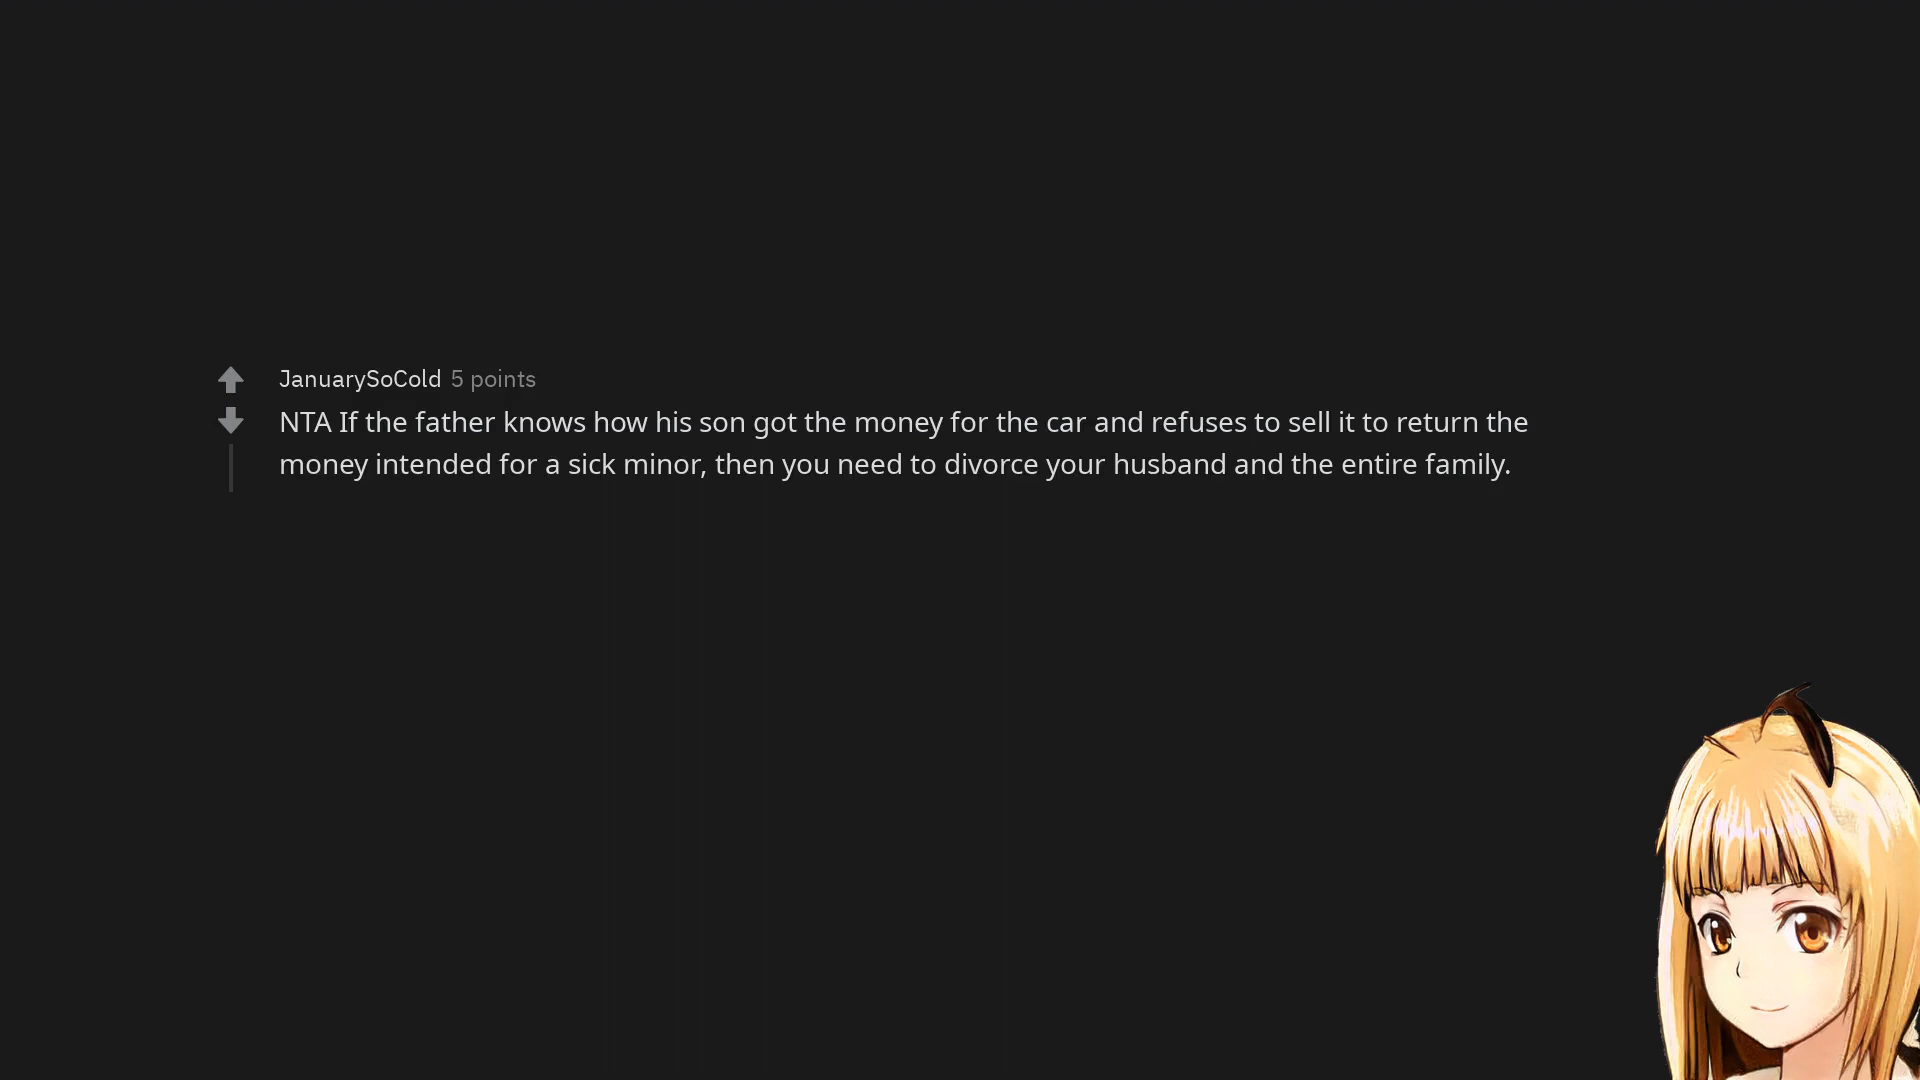 JanuarySoCold 5 points
NTA If the father knows how his son got the money for the car and refuses to sell it to return the
money intended for a sick minor, then you need to divorce your husband and the entire family.